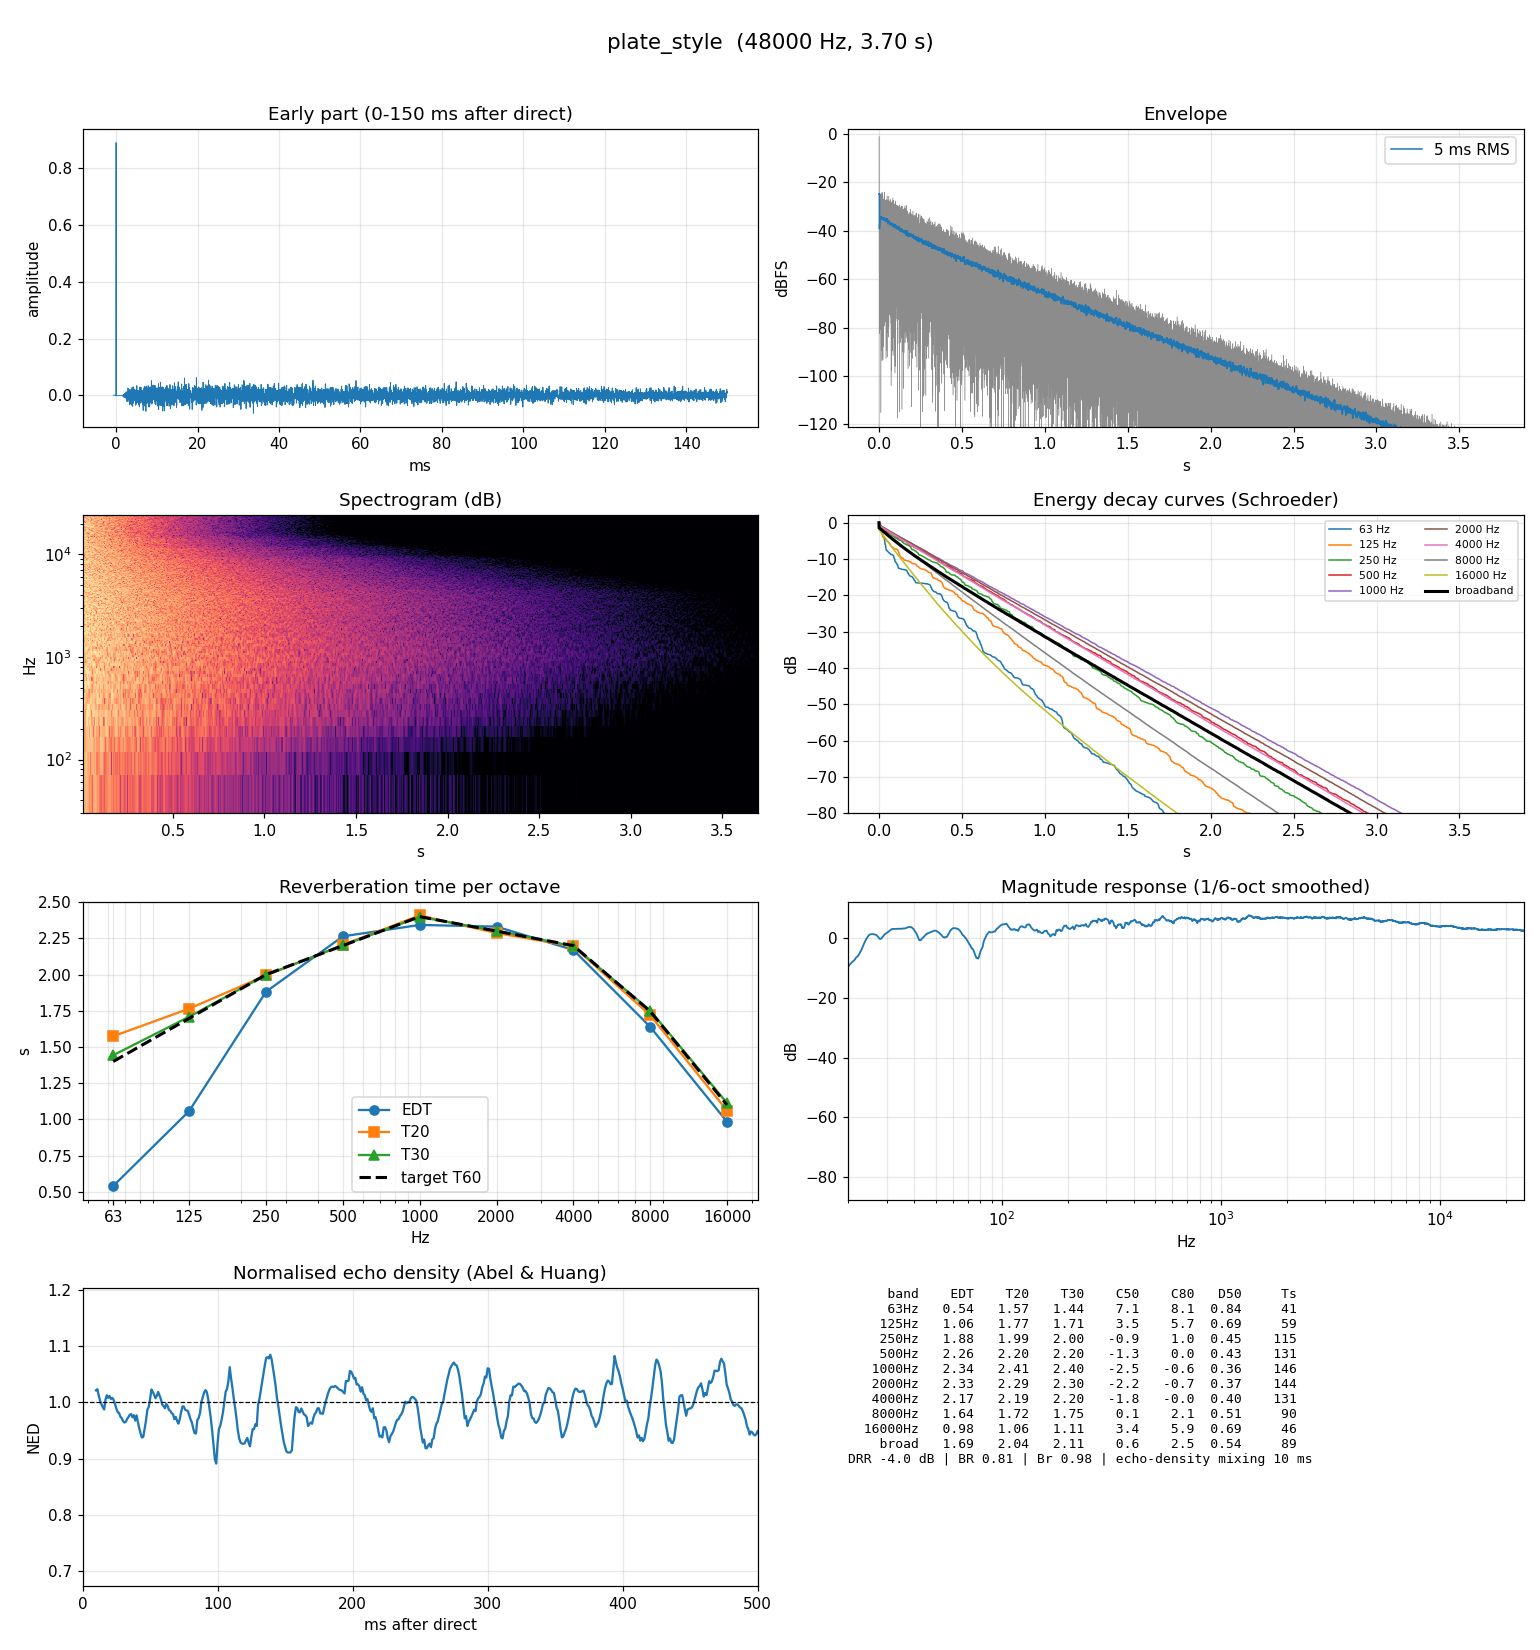 plate_style  (48000 Hz, 3.70 s)
Early part (0-150 ms after direct)
amplitude
0.8
0.6
0.4
0.2
0.0
0 20 40 60 80 100 120 140
ms
Envelope
5 ms RMS
dBFS
0
−20
−40
−60
−80
−100
−120
0.0 0.5 1.0 1.5 2.0 2.5 3.0 3.5
s
Spectrogram (dB)
Hz
10⁴
10³
10²
0.5 1.0 1.5 2.0 2.5 3.0 3.5
s
Energy decay curves (Schroeder)
63 Hz 2000 Hz
125 Hz 4000 Hz
250 Hz 8000 Hz
500 Hz 16000 Hz
1000 Hz broadband
dB
0
−10
−20
−30
−40
−50
−60
−70
−80
0.0 0.5 1.0 1.5 2.0 2.5 3.0 3.5
s
Reverberation time per octave
s
2.50
2.25
2.00
1.75
1.50
1.25
1.00
0.75
0.50
EDT
T20
T30
target T60
63 125 250 500 1000 2000 4000 8000 16000
Hz
Magnitude response (1/6-oct smoothed)
dB
0
−20
−40
−60
−80
10² 10³ 10⁴
Hz
Normalised echo density (Abel & Huang)
NED
1.2
1.1
1.0
0.9
0.8
0.7
0 100 200 300 400 500
ms after direct
band EDT T20 T30 C50 C80 D50 Ts
63Hz 0.54 1.57 1.44 7.1 8.1 0.84 41
125Hz 1.06 1.77 1.71 3.5 5.7 0.69 59
250Hz 1.88 1.99 2.00 -0.9 1.0 0.45 115
500Hz 2.26 2.20 2.20 -1.3 0.0 0.43 131
1000Hz 2.34 2.41 2.40 -2.5 -0.6 0.36 146
2000Hz 2.33 2.29 2.30 -2.2 -0.7 0.37 144
4000Hz 2.17 2.19 2.20 -1.8 -0.0 0.40 131
8000Hz 1.64 1.72 1.75 0.1 2.1 0.51 90
16000Hz 0.98 1.06 1.11 3.4 5.9 0.69 46
broad 1.69 2.04 2.11 0.6 2.5 0.54 89
DRR -4.0 dB | BR 0.81 | Br 0.98 | echo-density mixing 10 ms